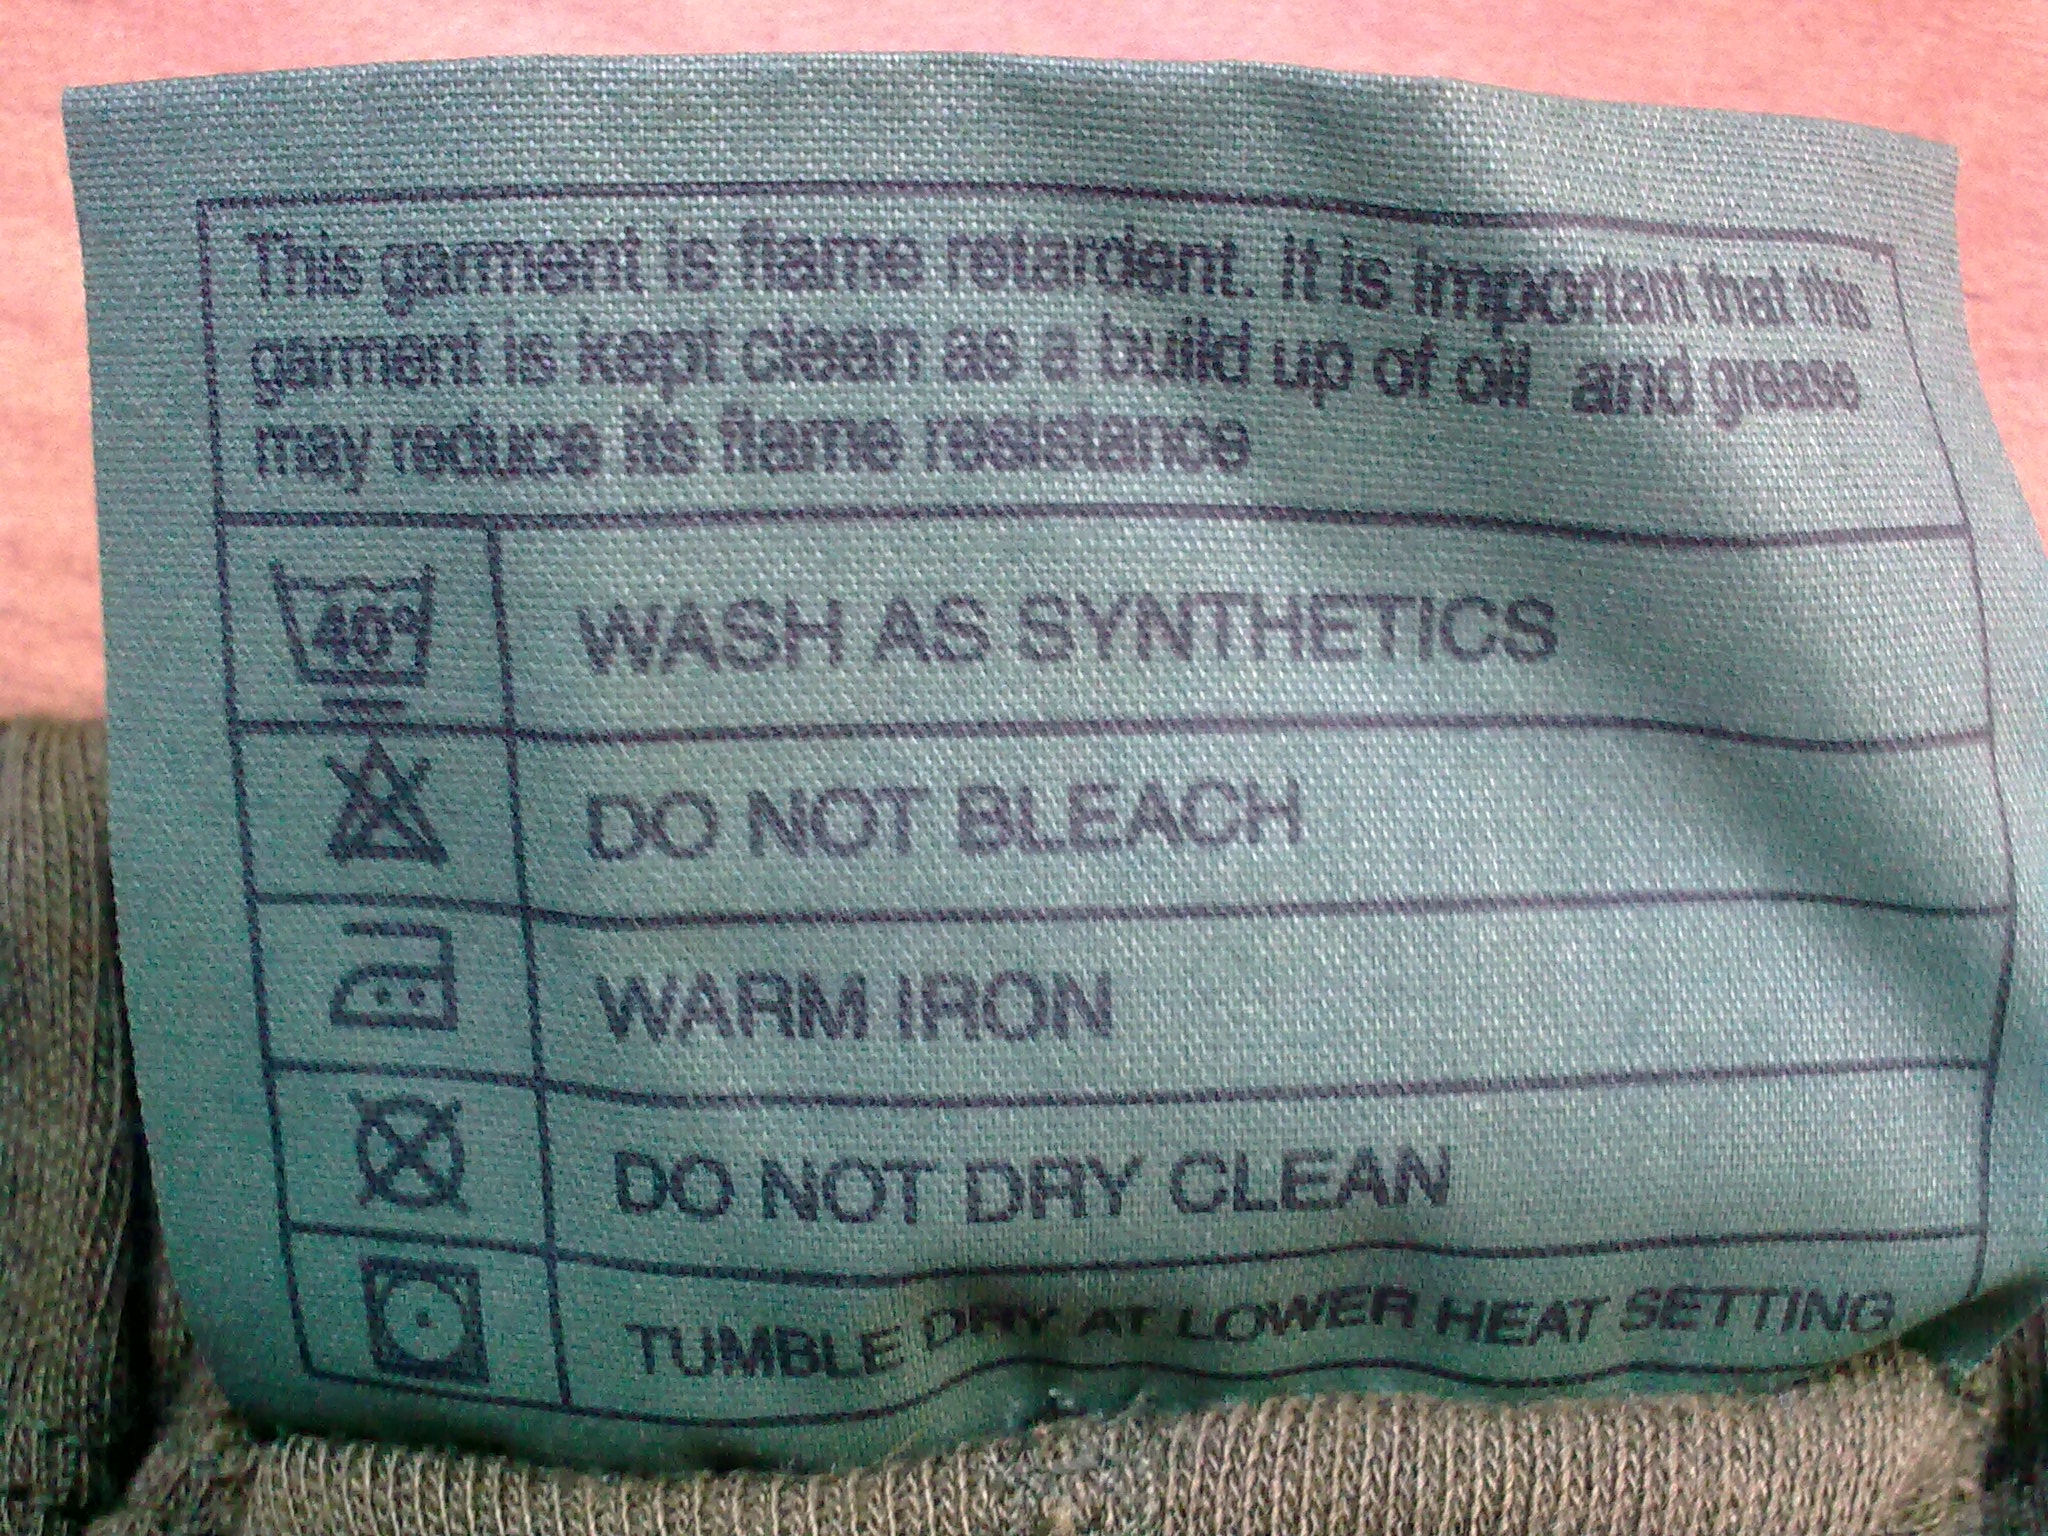 This garment is flame retardent. It is important that this
garment is kept clean as a build up of oil and grease
may reduce its flame resistance
40° WASH AS SYNTHETICS
DO NOT BLEACH
WARM IRON
DO NOT DRY CLEAN
TUMBLE DRY AT LOWER HEAT SETTING